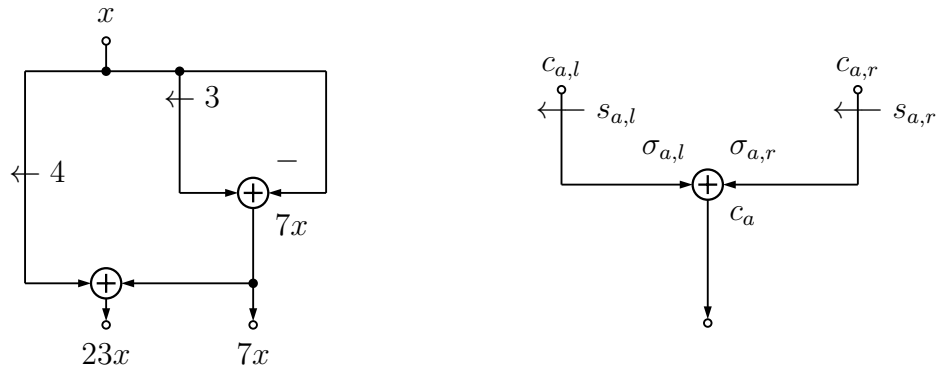 x
3
4
−
7x
23x
7x
c_{a,l}
c_{a,r}
s_{a,l}
s_{a,r}
σ_{a,l}
σ_{a,r}
c_a